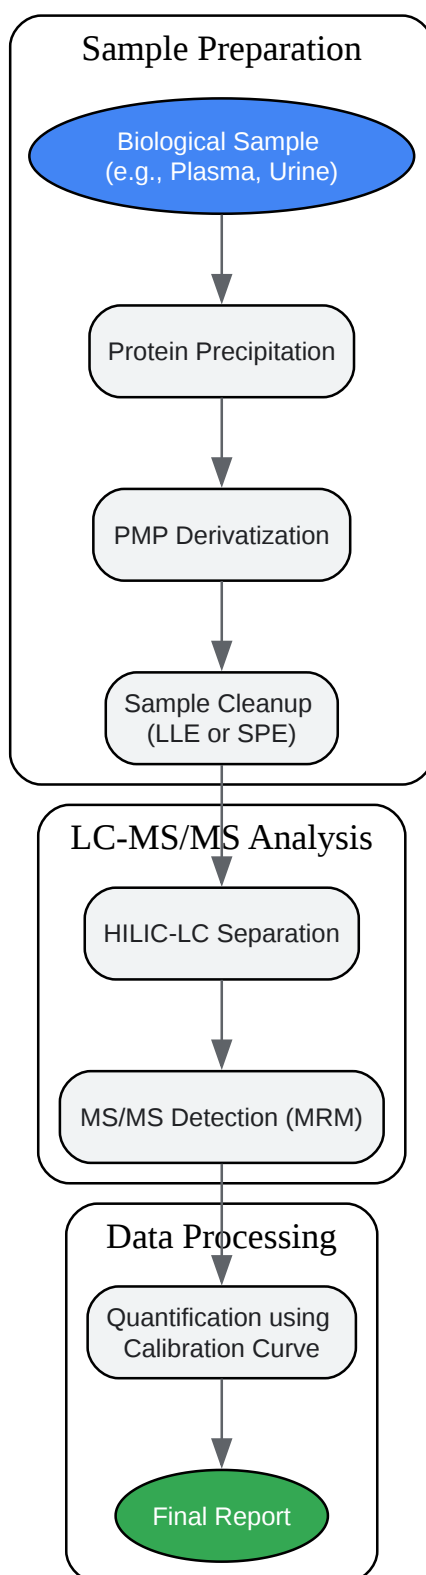 Sample Preparation
Biological Sample
(e.g., Plasma, Urine)
Protein Precipitation
PMP Derivatization
Sample Cleanup
(LLE or SPE)
LC-MS/MS Analysis
HILIC-LC Separation
MS/MS Detection (MRM)
Data Processing
Quantification using
Calibration Curve
Final Report